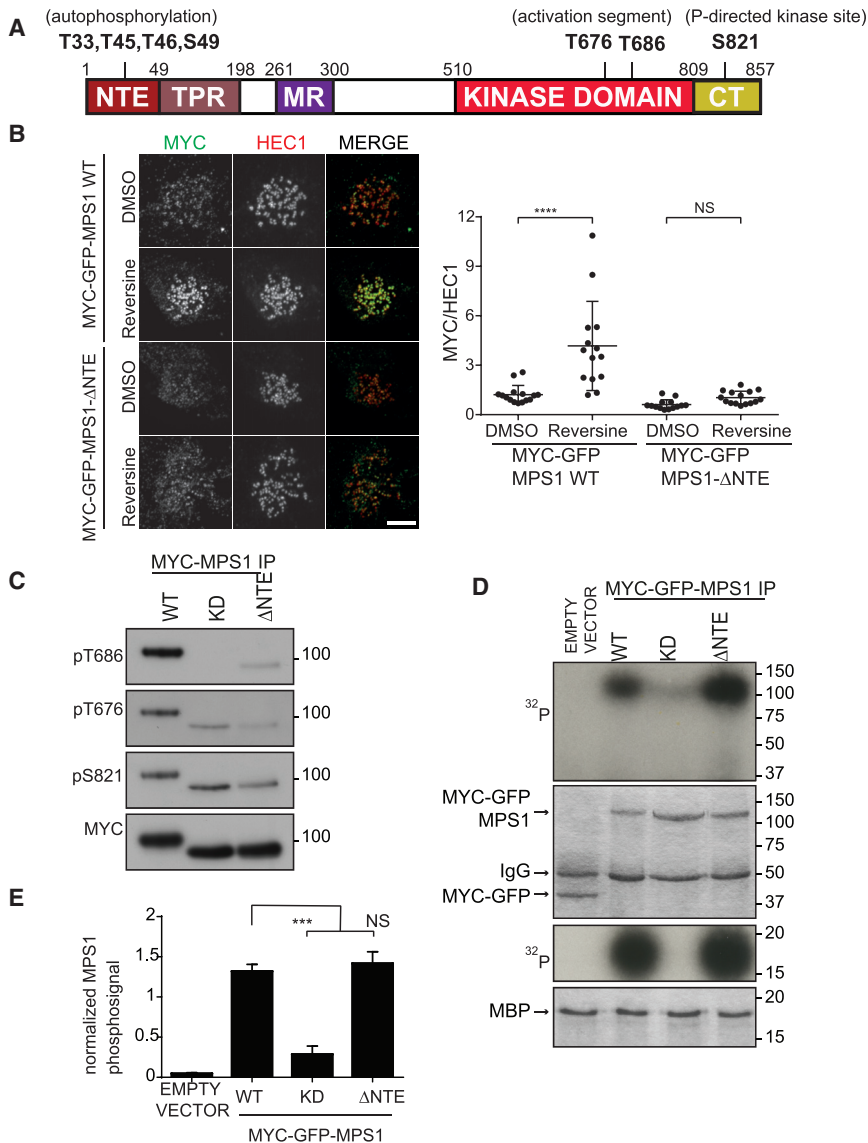 A
(autophosphorylation) (activation segment) (P-directed kinase site)
T33,T45,T46,S49 T676 T686 S821
1 49 198 261 300 510 809 857
NTE TPR MR KINASE DOMAIN CT
B
MYC HEC1 MERGE
MYC-GFP-MPS1 WT
DMSO
Reversine
MYC-GFP-MPS1-ΔNTE
DMSO
Reversine
MYC/HEC1
12
9
6
3
0
**** NS
DMSO Reversine DMSO Reversine
MYC-GFP MYC-GFP
MPS1 WT MPS1-ΔNTE
C
MYC-MPS1 IP
WT KD ΔNTE
pT686 100
pT676 100
pS821 100
MYC 100
D
MYC-GFP-MPS1 IP
EMPTY
VECTOR
WT KD ΔNTE
32P
150
100
75
50
37
MYC-GFP
MPS1
IgG
MYC-GFP
150
100
75
50
37
32P
20
15
MBP
20
15
E
normalized MPS1
phosphosignal
2
1.5
1
0.5
0
*** NS
EMPTY
VECTOR
WT KD ΔNTE
MYC-GFP-MPS1